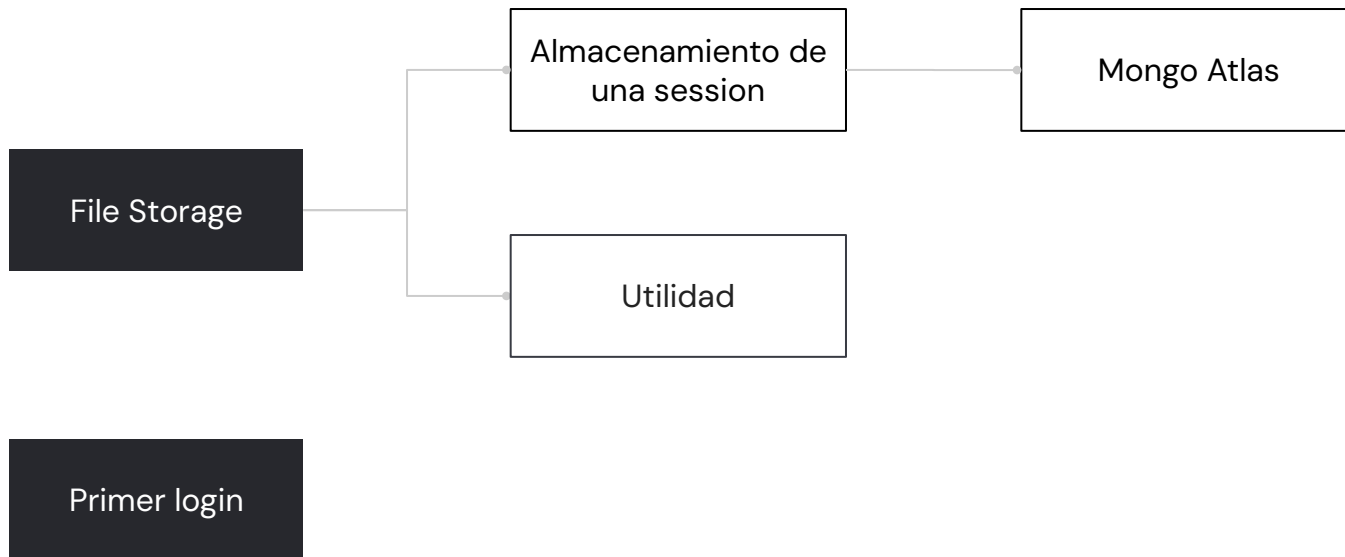 Almacenamiento de
una session
Mongo Atlas
File Storage
Utilidad
Primer login